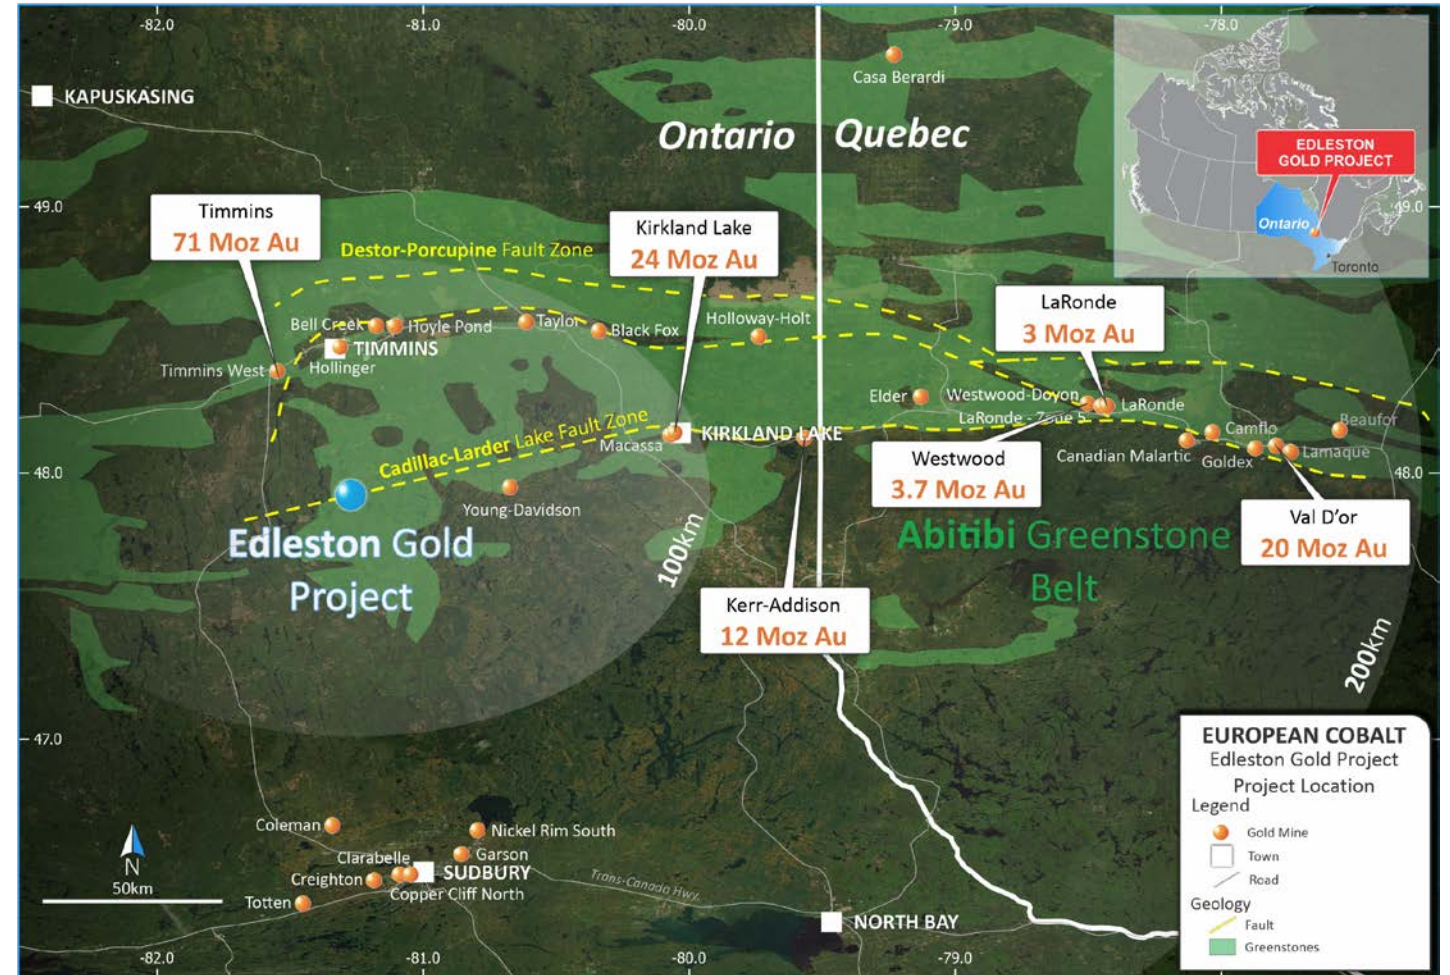 -82.0
-81.0
-80.0
-79.0
-78.0
Casa Berardi
KAPUSKASING
Ontario
Quebec
EDLESTON
GOLD PROJECT
Ontario
Toronto
49.0
49.0
Timmins
71 Moz Au
Destor-Porcupine Fault Zone
Kirkland Lake
24 Moz Au
LaRonde
3 Moz Au
Bell Creek
Hoyle Pond
Taylor
Black Fox
Holloway-Holt
TIMMINS
Hollinger
Timmins West
Elder
Westwood-Doyon
LaRonde
LaRonde - Zone 5
Beaufor
Cadillac-Larder Lake Fault Zone
Macassa
KIRKLAND LAKE
Camflo
Canadian Malartic
Goldex
Lamaque
48.0
48.0
Westwood
3.7 Moz Au
Young-Davidson
Val D'or
20 Moz Au
Edleston Gold
Project
100km
Abitibi Greenstone
Belt
Kerr-Addison
12 Moz Au
200km
47.0
EUROPEAN COBALT
Edleston Gold Project
Project Location
Legend
Gold Mine
Town
Road
Geology
Fault
Greenstones
Coleman
Nickel Rim South
Clarabelle
Garson
Creighton
SUDBURY
Copper Cliff North
Totten
N
50km
Trans-Canada Hwy
NORTH BAY
-82.0
-81.0
-80.0
-79.0